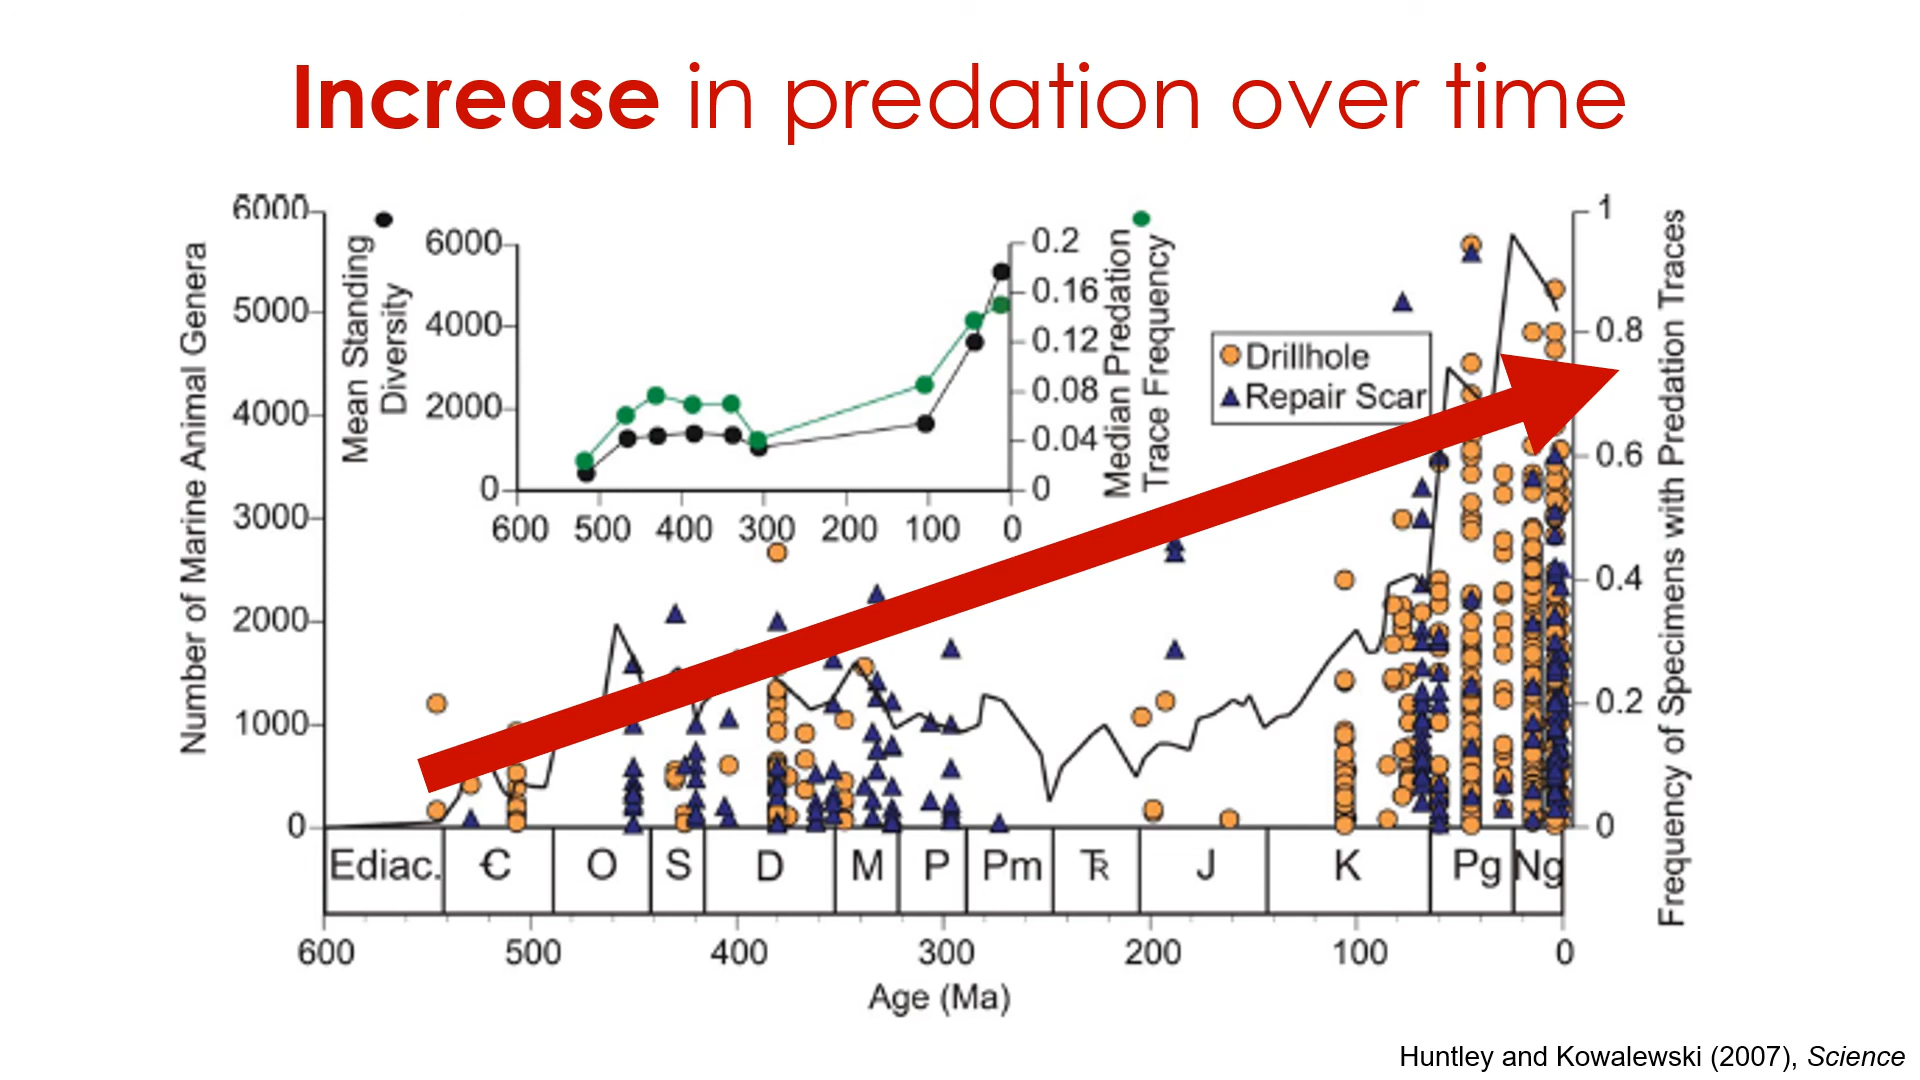 Increase in predation over time
6000
5000
4000
3000
2000
1000
0
Number of Marine Animal Genera
Mean Standing
Diversity
6000
4000
2000
0
600 500 400 300 200 100 0
0.2
0.16
0.12
0.08
0.04
0
Median Predation
Trace Frequency
Drillhole
Repair Scar
1
0.8
0.6
0.4
0.2
0
Frequency of Specimens with Predation Traces
Ediac. Ꞓ O S D M P Pm TR J K Pg Ng
600 500 400 300 200 100 0
Age (Ma)
Huntley and Kowalewski (2007), Science